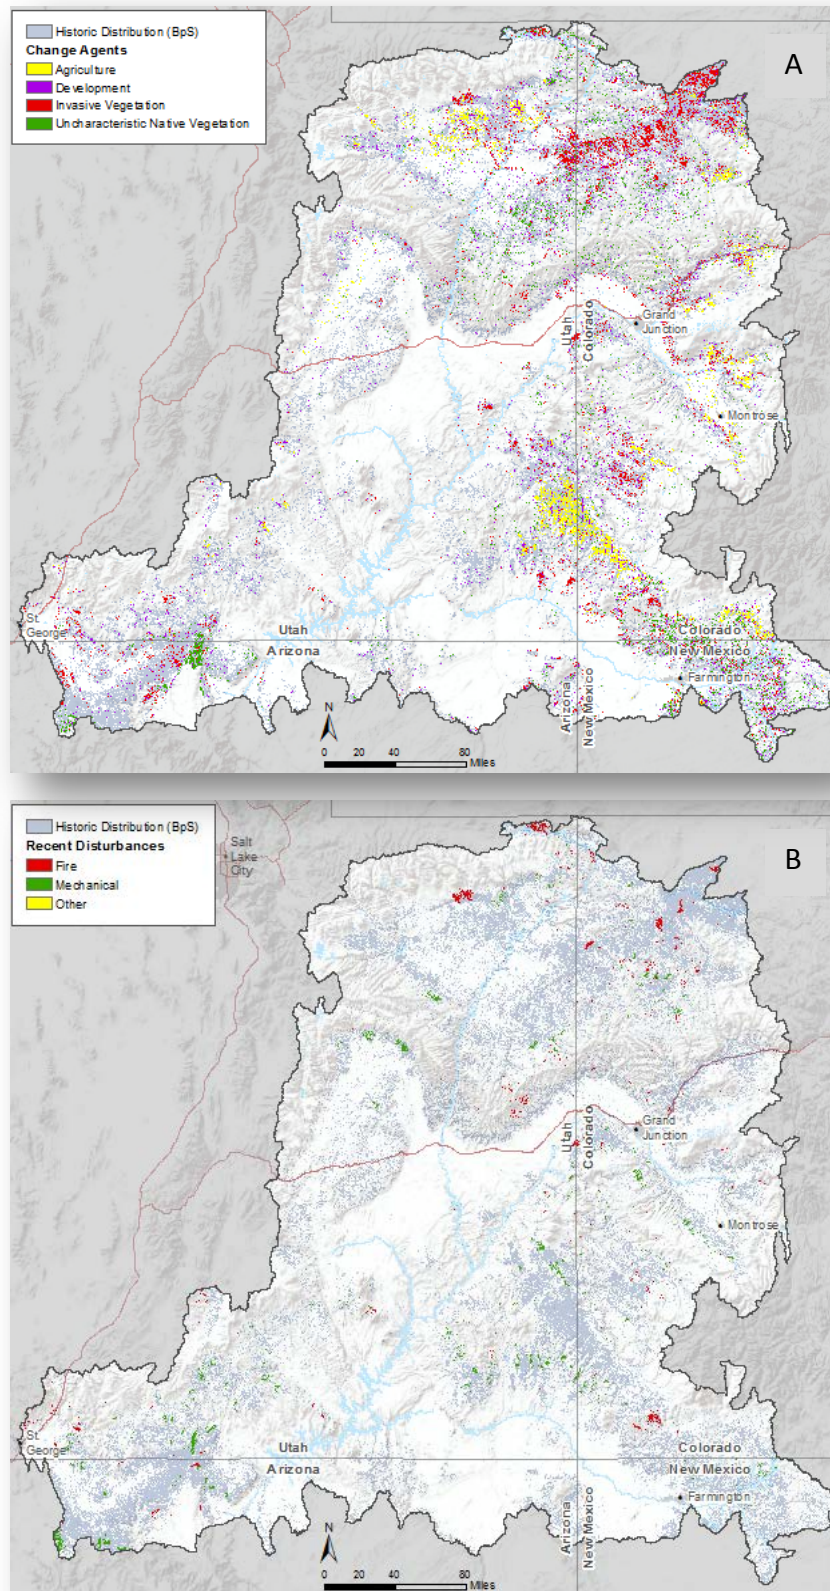 Historic Distribution (BpS)
Change Agents
Agriculture
Development
Invasive Vegetation
Uncharacteristic Native Vegetation
A
Utah
Colorado
Grand
Junction
Montrose
St.
George
Utah
Arizona
Colorado
New Mexico
Farmington
Arizona
New Mexico
N
0 20 40 80
Miles
Historic Distribution (BpS)
Recent Disturbances
Fire
Mechanical
Other
Salt
Lake
City
B
Utah
Colorado
Grand
Junction
Montrose
St.
George
Utah
Arizona
Colorado
New Mexico
Farmington
Arizona
New Mexico
N
0 20 40 80
Miles